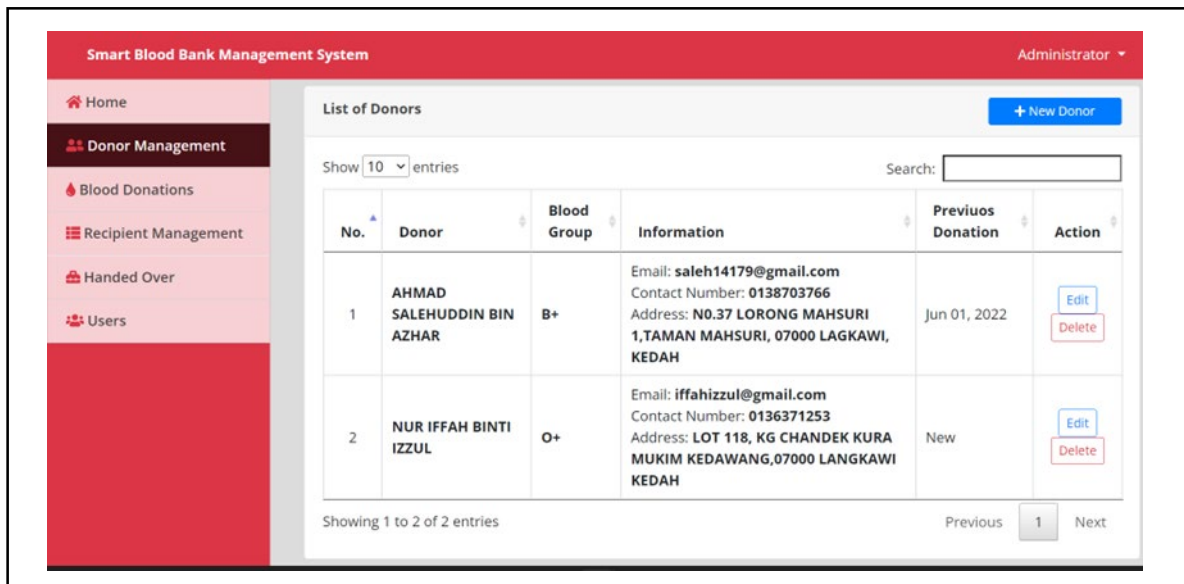 Smart Blood Bank Management System
Administrator
Home
Donor Management
Blood Donations
Recipient Management
Handed Over
Users
List of Donors
+ New Donor
Show 10 entries
Search:
No. Donor Blood Group Information Previuos Donation Action
1
AHMAD
SALEHUDDIN BIN
AZHAR
B+
Email: saleh14179@gmail.com
Contact Number: 0138703766
Address: N0.37 LORONG MAHSURI
1,TAMAN MAHSURI, 07000 LAGKAWI,
KEDAH
Jun 01, 2022
Edit
Delete
2
NUR IFFAH BINTI
IZZUL
O+
Email: iffahizzul@gmail.com
Contact Number: 0136371253
Address: LOT 118, KG CHANDEK KURA
MUKIM KEDAWANG,07000 LANGKAWI
KEDAH
New
Edit
Delete
Showing 1 to 2 of 2 entries
Previous 1 Next